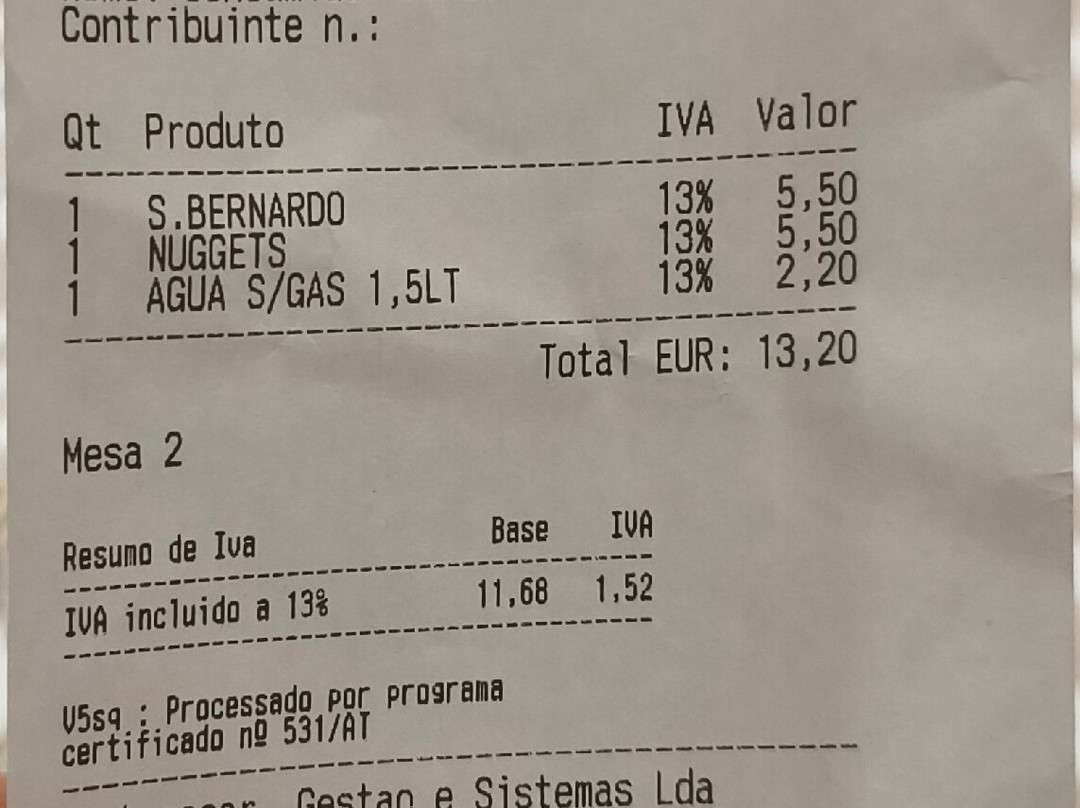 Contribuinte n.:
Qt Produto IVA Valor
1 S.BERNARDO 13% 5,50
1 NUGGETS 13% 5,50
1 AGUA S/GAS 1,5LT 13% 2,20
Total EUR: 13,20
Mesa 2
Resumo de Iva Base IVA
IVA incluido a 13% 11,68 1,52
V5sq : Processado por programa
certificado nº 531/AT
Gestao e Sistemas Lda